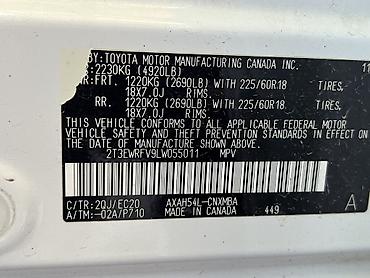 BY:TOYOTA MOTOR MANUFACTURING CANADA INC. 11
:2230KG (4920LB)
:FRT. 1220KG (2690LB) WITH 225/60R18 TIRES.
18X7.0J RIMS.
RR. 1220KG (2690LB) WITH 225/60R18 TIRES.
18X7.0J RIMS.
THIS VEHICLE CONFORMS TO ALL APPLICABLE FEDERAL MOTOR
VEHICLE SAFETY, BUMPER, AND THEFT PREVENTION STANDARDS IN EFFECT
ON THE DATE OF MANUFACTURE SHOWN ABOVE.
2T3EWRFV9LW055011 MPV
C/TR:2QJ/EC20 AXAH54L-CNXMBA A
A/TM:-02A/P710 MADE IN CANADA 449